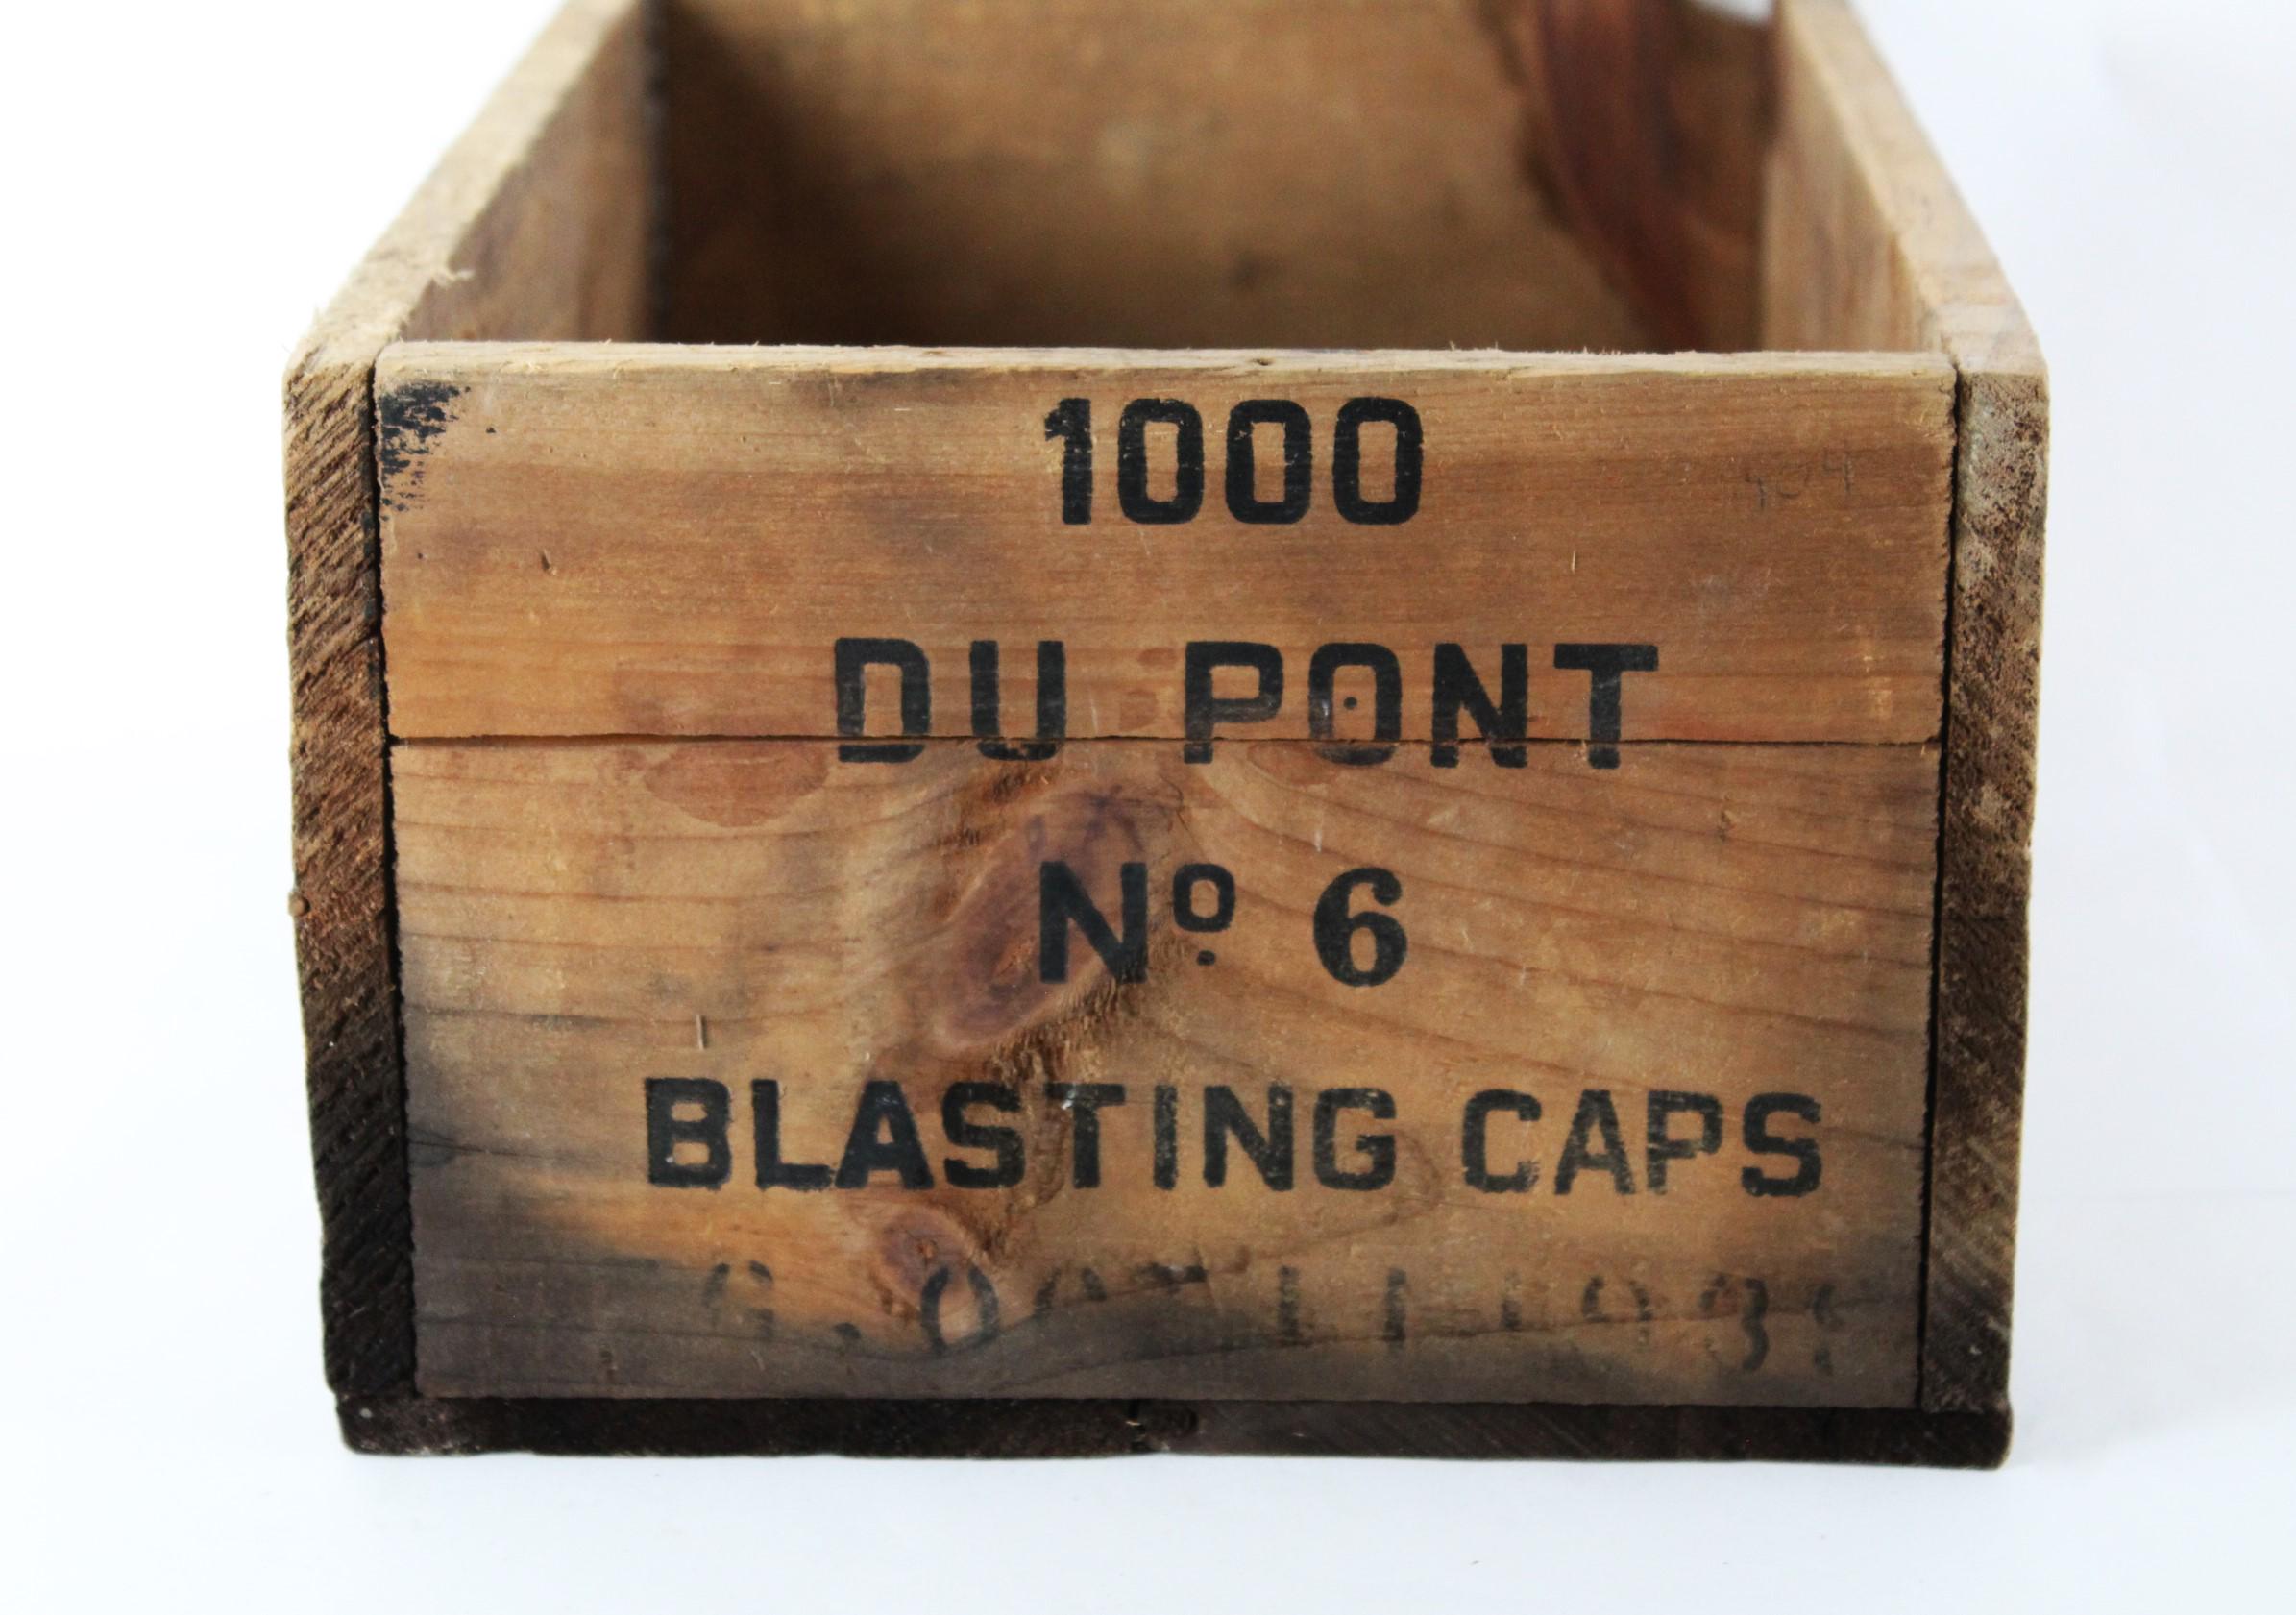 1000
DU PONT
Nº 6
BLASTING CAPS